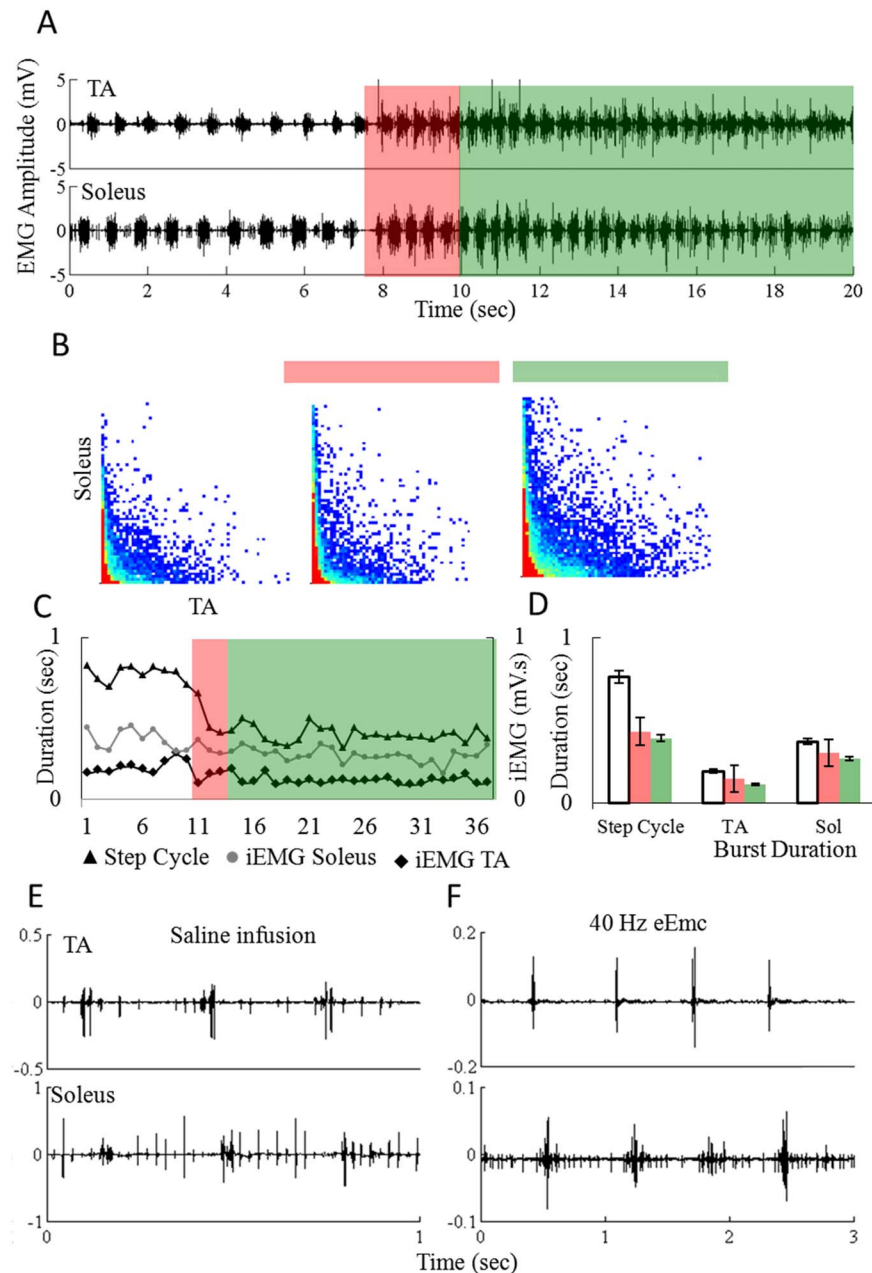 A
EMG Amplitude (mV)
TA
5
0
-5
Soleus
5
0
-5
0 2 4 6 8 10 12 14 16 18 20
Time (sec)
B
Soleus
TA
C
Duration (sec)
1
0
1
0
iEMG (mV.s)
1 6 11 16 21 26 31 36
Step Cycle iEMG Soleus iEMG TA
D
Duration (sec)
1
0
Step Cycle TA Sol
Burst Duration
E
Saline infusion
TA
0.5
0
-0.5
Soleus
1
0
-1
0 1
F
40 Hz eEmc
0.2
0
-0.2
0.1
0
-0.1
0 1 2 3
Time (sec)